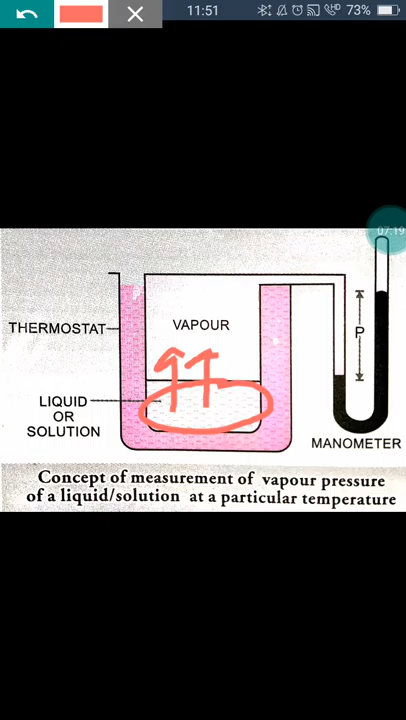 11:51
HD
73%
07:19
THERMOSTAT
VAPOUR
P
LIQUID
OR
SOLUTION
MANOMETER
Concept of measurement of vapour pressure
of a liquid/solution at a particular temperature